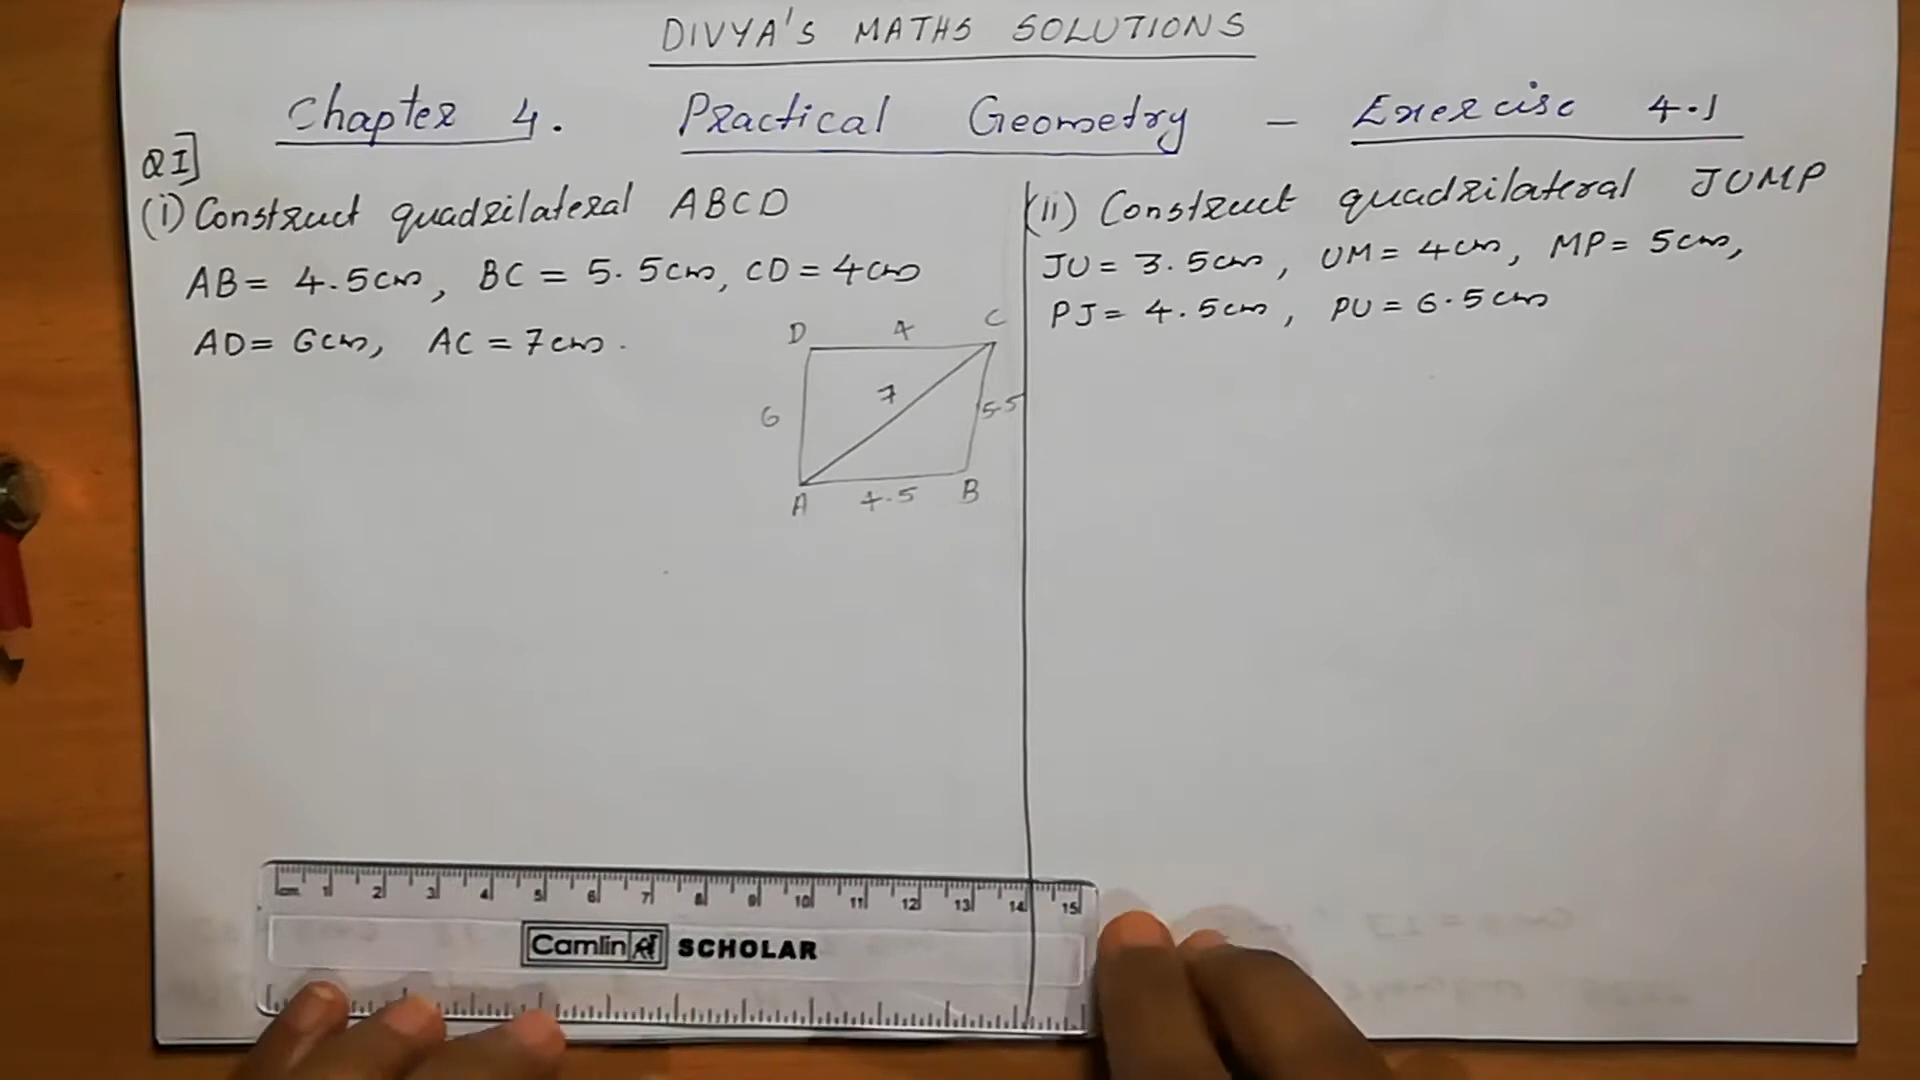 DIVYA'S MATHS SOLUTIONS
Chapter 4. Practical Geometry - Exercise 4.1
Q1]
(i) Construct quadrilateral ABCD
AB = 4.5cm, BC = 5.5cm, CD = 4cm
AD = 6cm, AC = 7cm.
D 4 C
7
6
5.5
A 4.5 B
(ii) Construct quadrilateral JUMP
JU = 3.5cm, UM = 4cm, MP = 5cm,
PJ = 4.5cm, PU = 6.5cm
cm 1 2 3 4 5 6 7 8 9 10 11 12 13 14 15
Camlin SCHOLAR